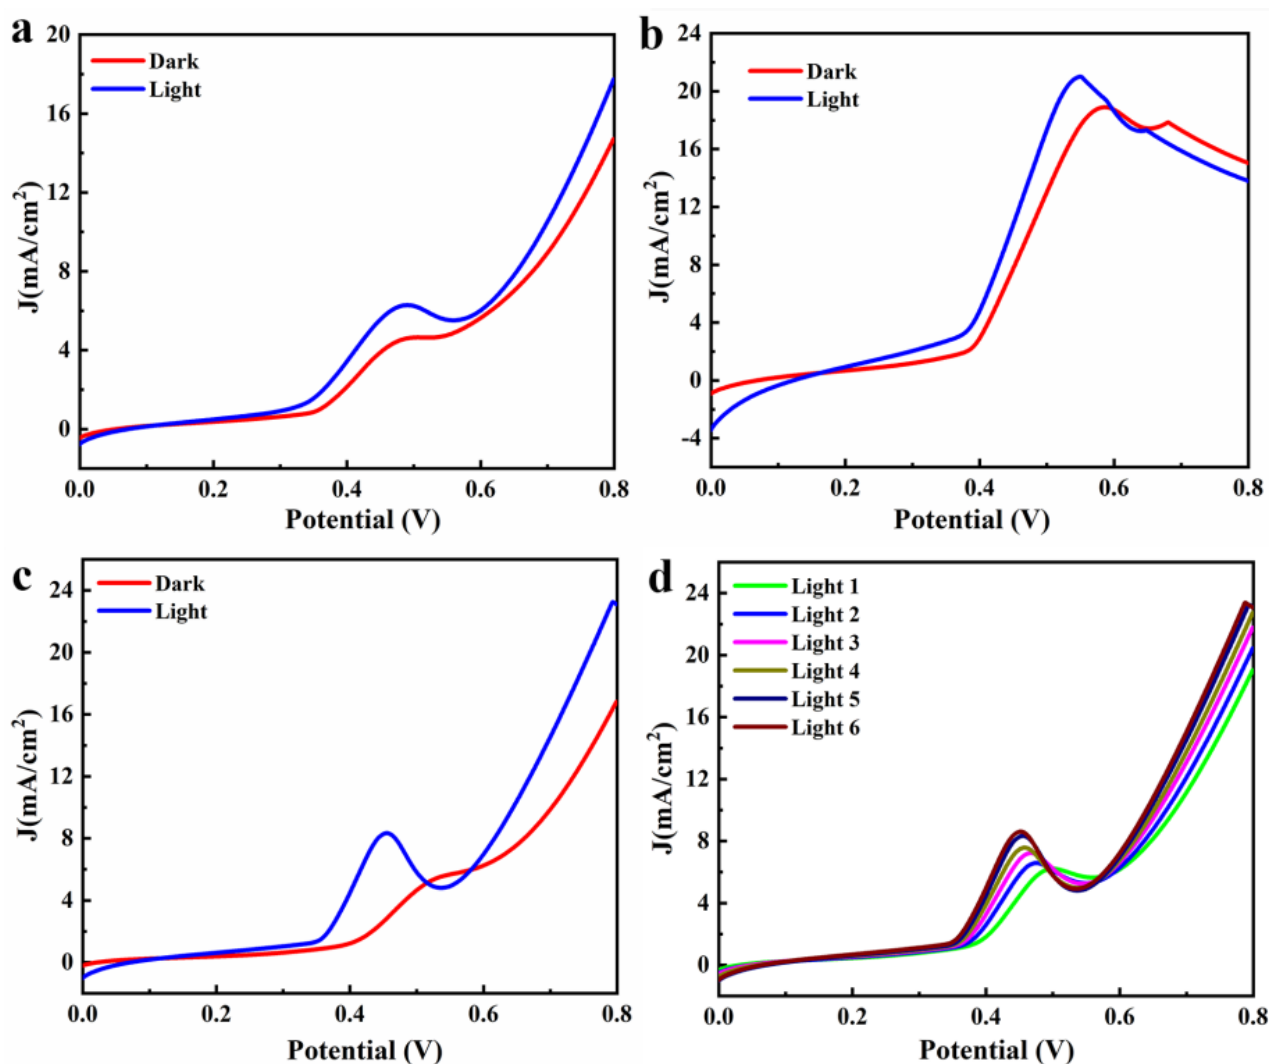 a
20
16
12
8
4
0
J(mA/cm²)
Dark
Light
0.0 0.2 0.4 0.6 0.8
Potential (V)
b
24
20
16
12
8
4
0
-4
J(mA/cm²)
Dark
Light
0.0 0.2 0.4 0.6 0.8
Potential (V)
c
24
20
16
12
8
4
0
J(mA/cm²)
Dark
Light
0.0 0.2 0.4 0.6 0.8
Potential (V)
d
24
20
16
12
8
4
0
J(mA/cm²)
Light 1
Light 2
Light 3
Light 4
Light 5
Light 6
0.0 0.2 0.4 0.6 0.8
Potential (V)